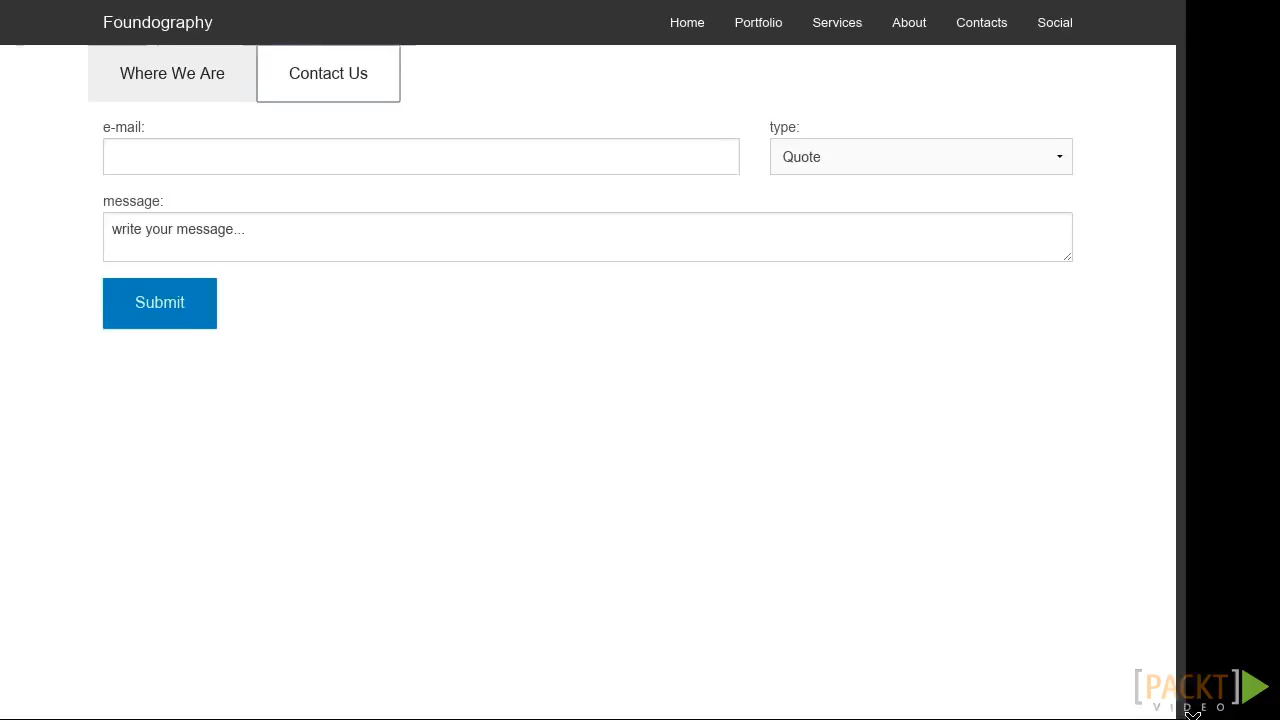 Foundography Home Portfolio Services About Contacts Social
Where We Are Contact Us
e-mail: type:
Quote
message:
write your message...
Submit
[PACKT]
VIDEO